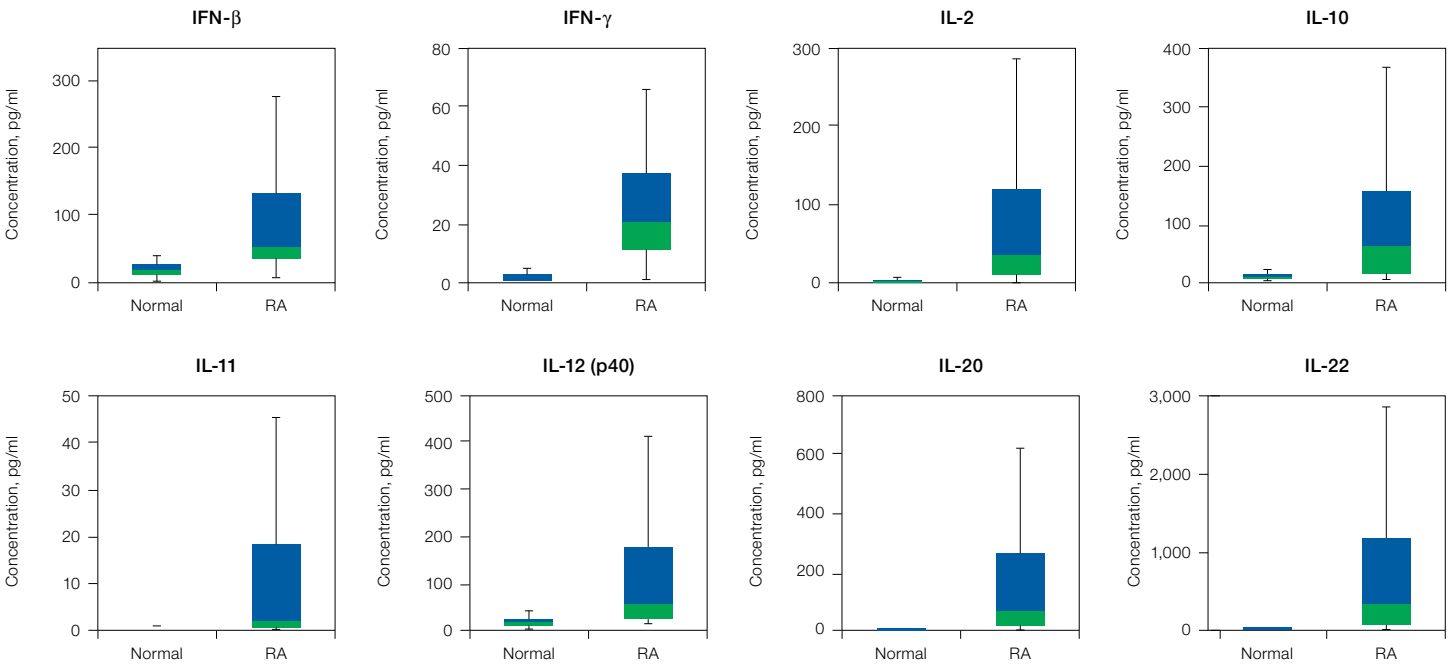 IFN-β
Concentration, pg/ml
300
200
100
0
Normal
RA
IFN-γ
Concentration, pg/ml
80
60
40
20
0
Normal
RA
IL-2
Concentration, pg/ml
300
200
100
0
Normal
RA
IL-10
Concentration, pg/ml
400
300
200
100
0
Normal
RA
IL-11
Concentration, pg/ml
50
40
30
20
10
0
Normal
RA
IL-12 (p40)
Concentration, pg/ml
500
400
300
200
100
0
Normal
RA
IL-20
Concentration, pg/ml
800
600
400
200
0
Normal
RA
IL-22
Concentration, pg/ml
3,000
2,000
1,000
0
Normal
RA